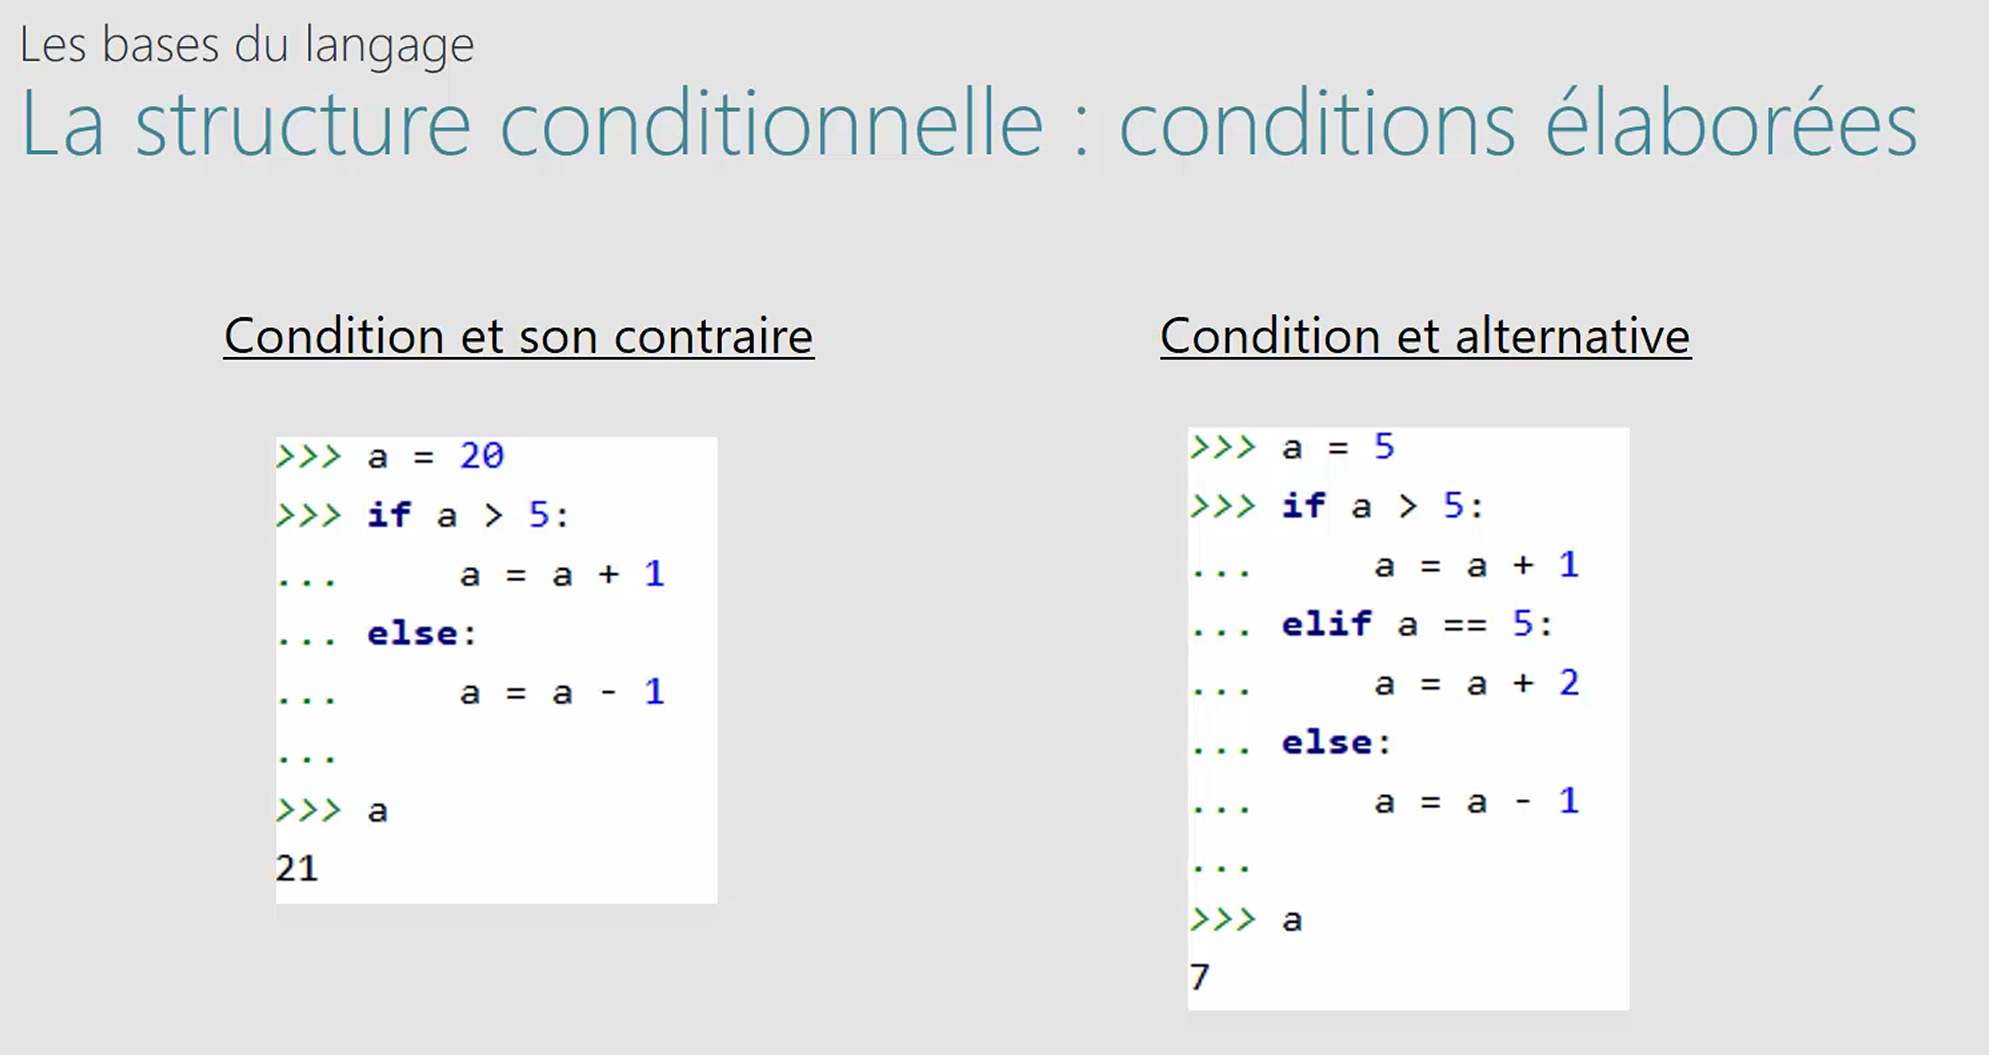 Les bases du langage
La structure conditionnelle : conditions élaborées
Condition et son contraire
>>> a = 20
>>> if a > 5:
...     a = a + 1
... else:
...     a = a - 1
...
>>> a
21
Condition et alternative
>>> a = 5
>>> if a > 5:
...     a = a + 1
... elif a == 5:
...     a = a + 2
... else:
...     a = a - 1
...
>>> a
7